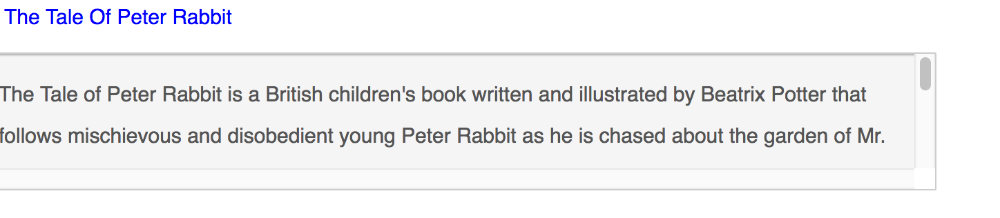 The Tale Of Peter Rabbit
The Tale of Peter Rabbit is a British children's book written and illustrated by Beatrix Potter that
follows mischievous and disobedient young Peter Rabbit as he is chased about the garden of Mr.